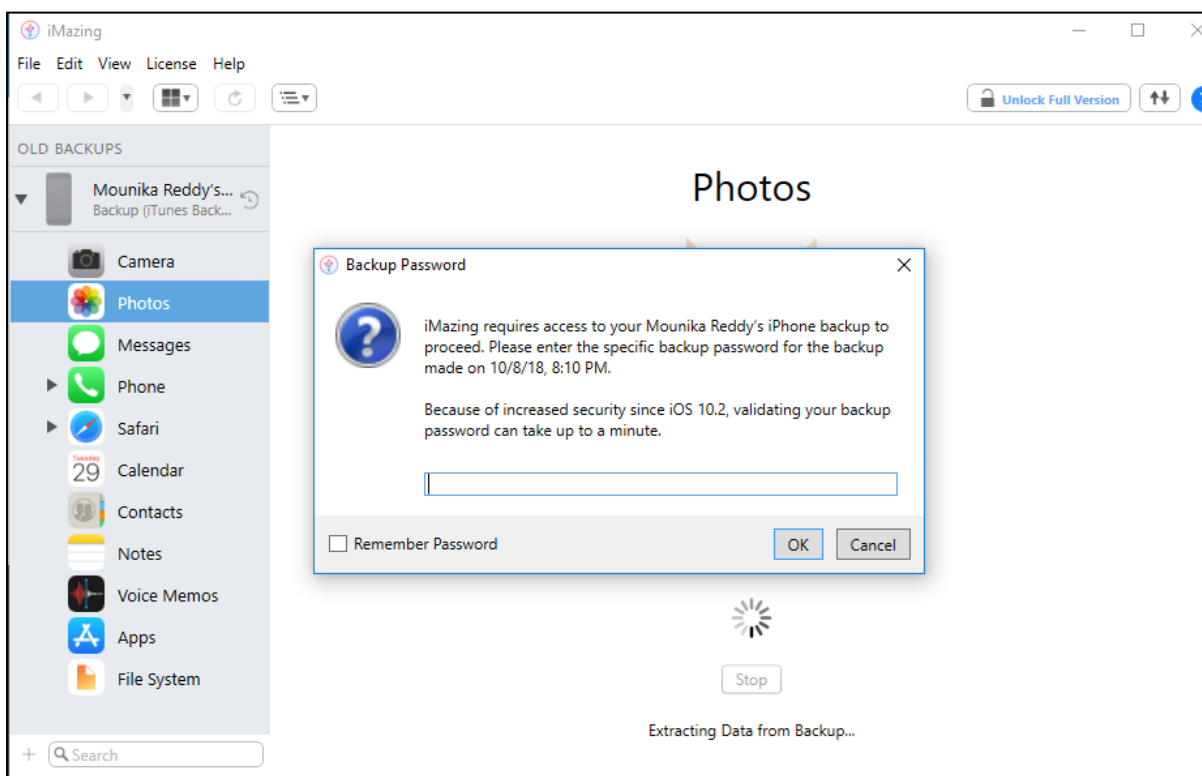 iMazing
File Edit View License Help
Unlock Full Version
OLD BACKUPS
Mounika Reddy's...
Backup (iTunes Back...
Camera
Photos
Messages
Phone
Safari
Tuesday
29
Calendar
Contacts
Notes
Voice Memos
Apps
File System
Search
Photos
Backup Password
iMazing requires access to your Mounika Reddy's iPhone backup to
proceed. Please enter the specific backup password for the backup
made on 10/8/18, 8:10 PM.
Because of increased security since iOS 10.2, validating your backup
password can take up to a minute.
Remember Password
OK
Cancel
Stop
Extracting Data from Backup...